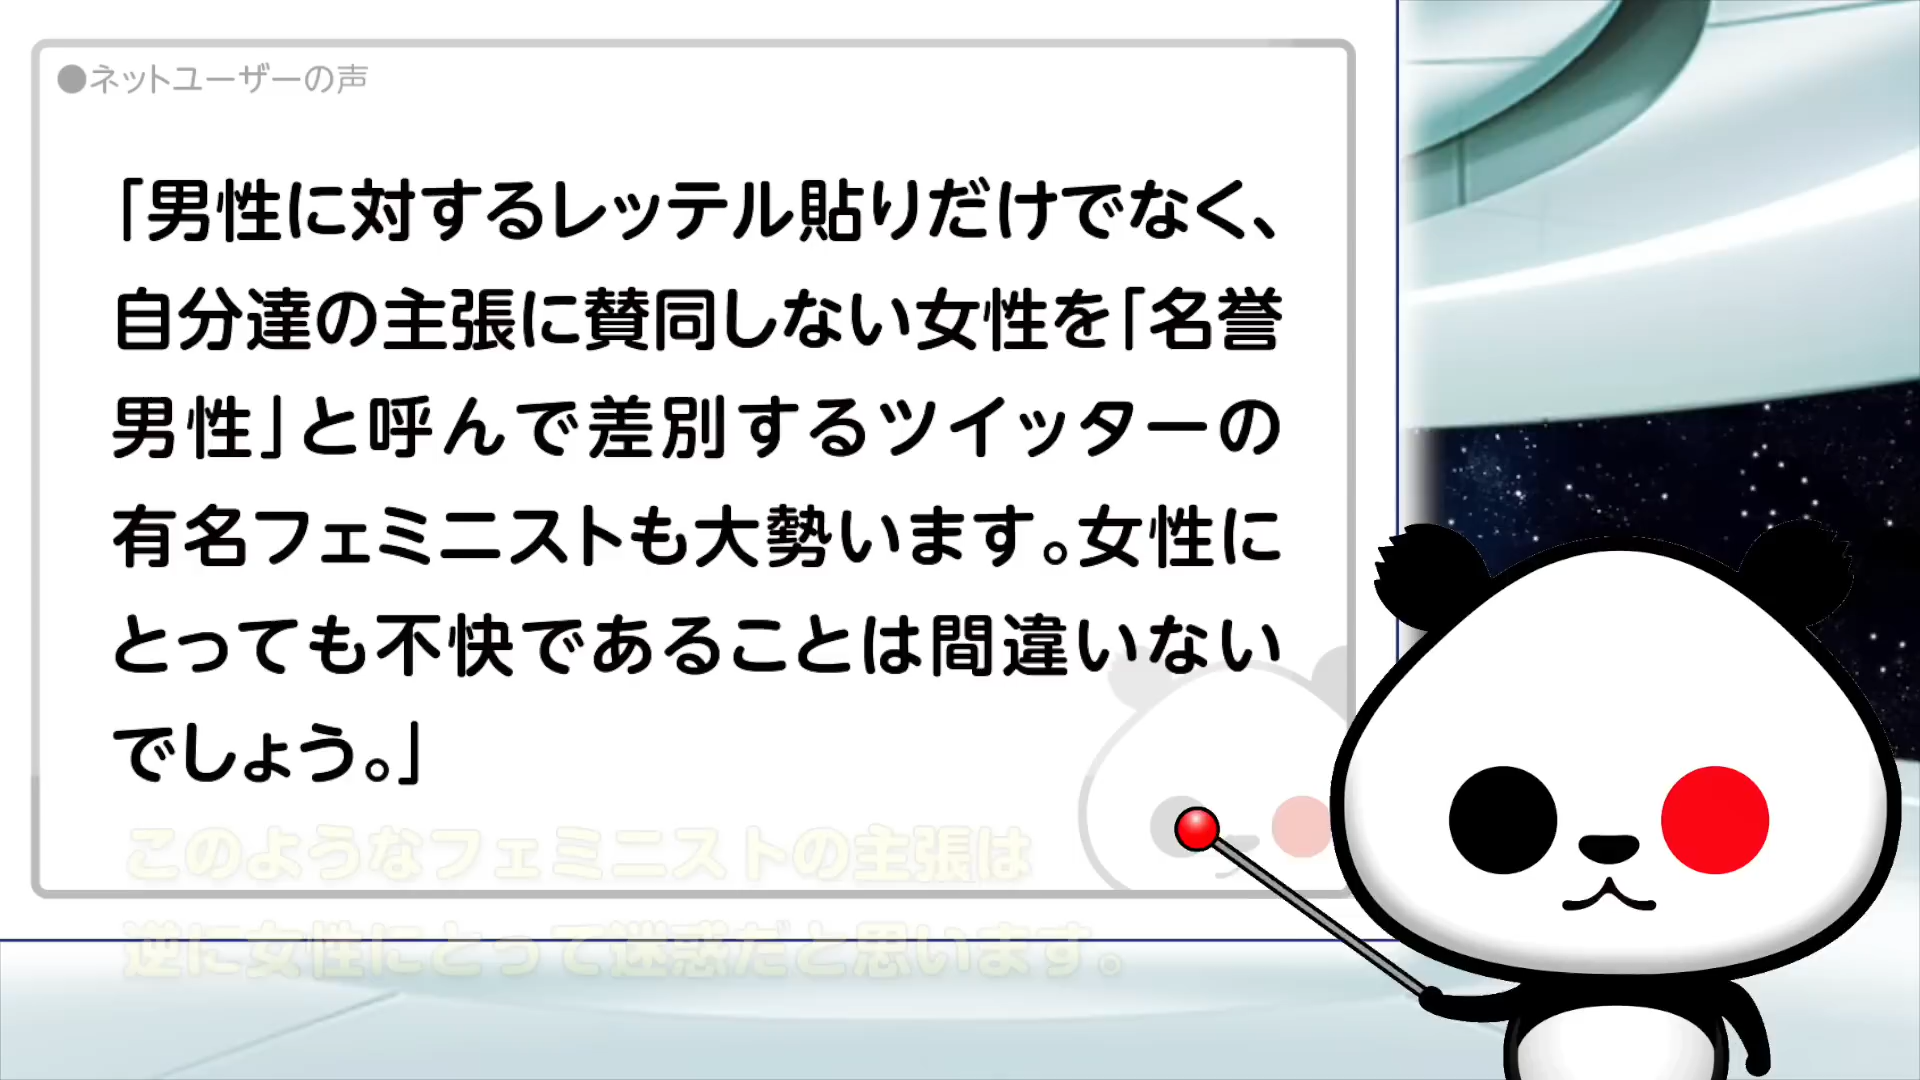 ●ネットユーザーの声
「男性に対するレッテル貼りだけでなく、
自分達の主張に賛同しない女性を「名誉
男性」と呼んで差別するツイッターの
有名フェミニストも大勢います。女性に
とっても不快であることは間違いない
でしょう。」
このようなフェミニストの主張は
逆に女性にとって迷惑だと思います。